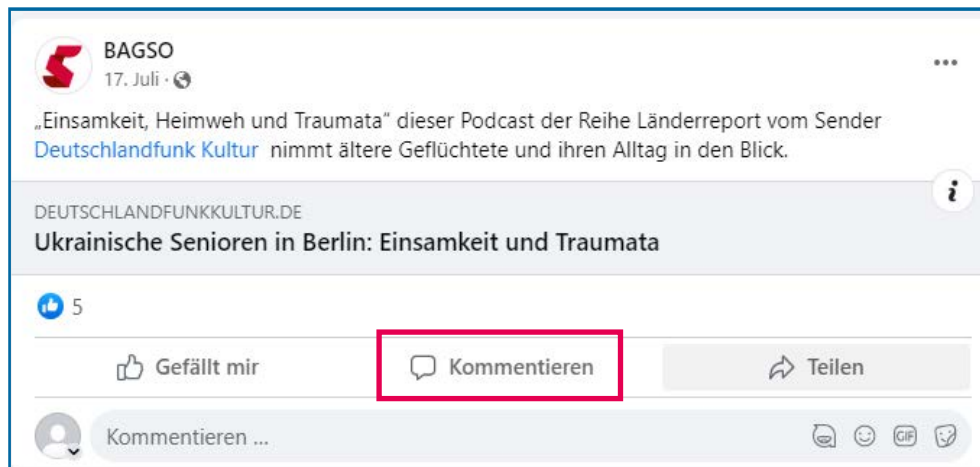 BAGSO
17. Juli ·
„Einsamkeit, Heimweh und Traumata“ dieser Podcast der Reihe Länderreport vom Sender
Deutschlandfunk Kultur nimmt ältere Geflüchtete und ihren Alltag in den Blick.
i
DEUTSCHLANDFUNKKULTUR.DE
Ukrainische Senioren in Berlin: Einsamkeit und Traumata
5
Gefällt mir Kommentieren Teilen
Kommentieren ... GIF